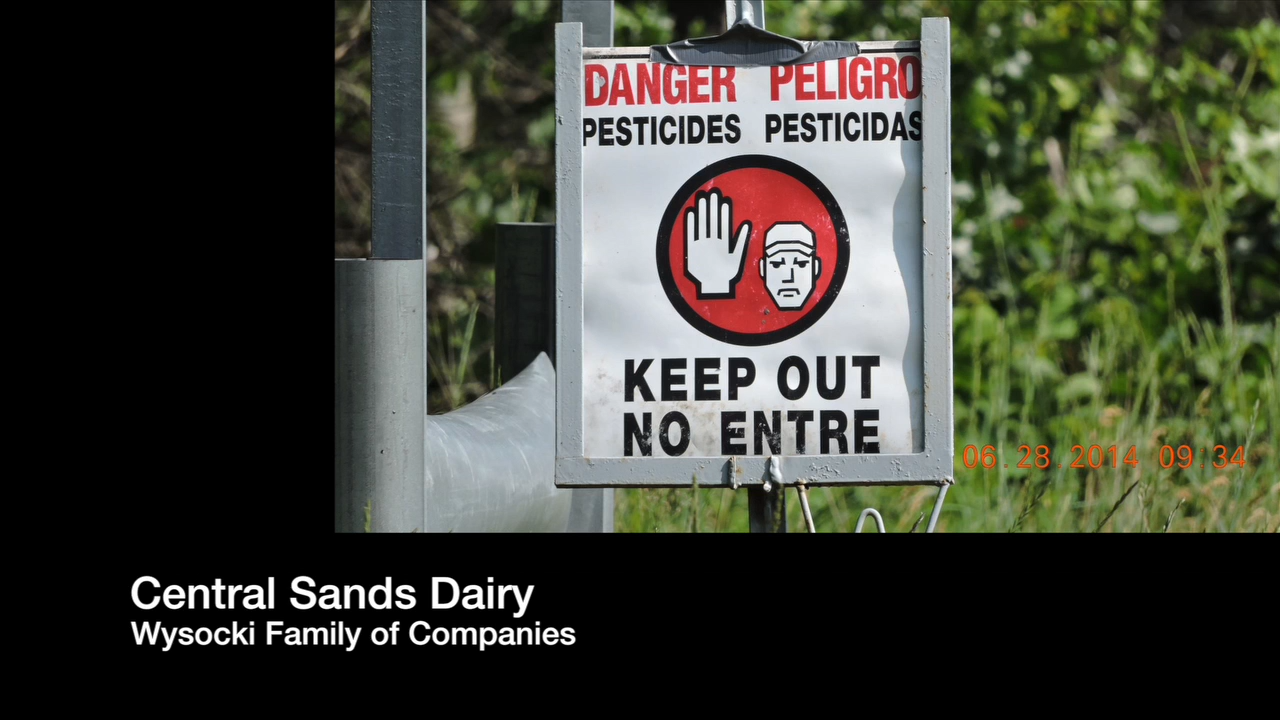 DANGER PELIGRO
PESTICIDES PESTICIDAS
KEEP OUT
NO ENTRE
06.28.2014 09:34
Central Sands Dairy
Wysocki Family of Companies